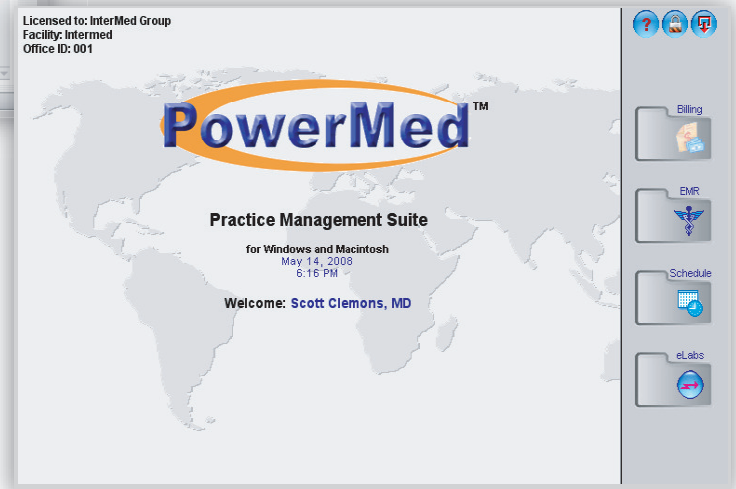 Licensed to: InterMed Group
Facility: Intermed
Office ID: 001
?
PowerMed™
Practice Management Suite
for Windows and Macintosh
May 14, 2008
6:16 PM
Welcome: Scott Clemons, MD
Billing
EMR
Schedule
eLabs